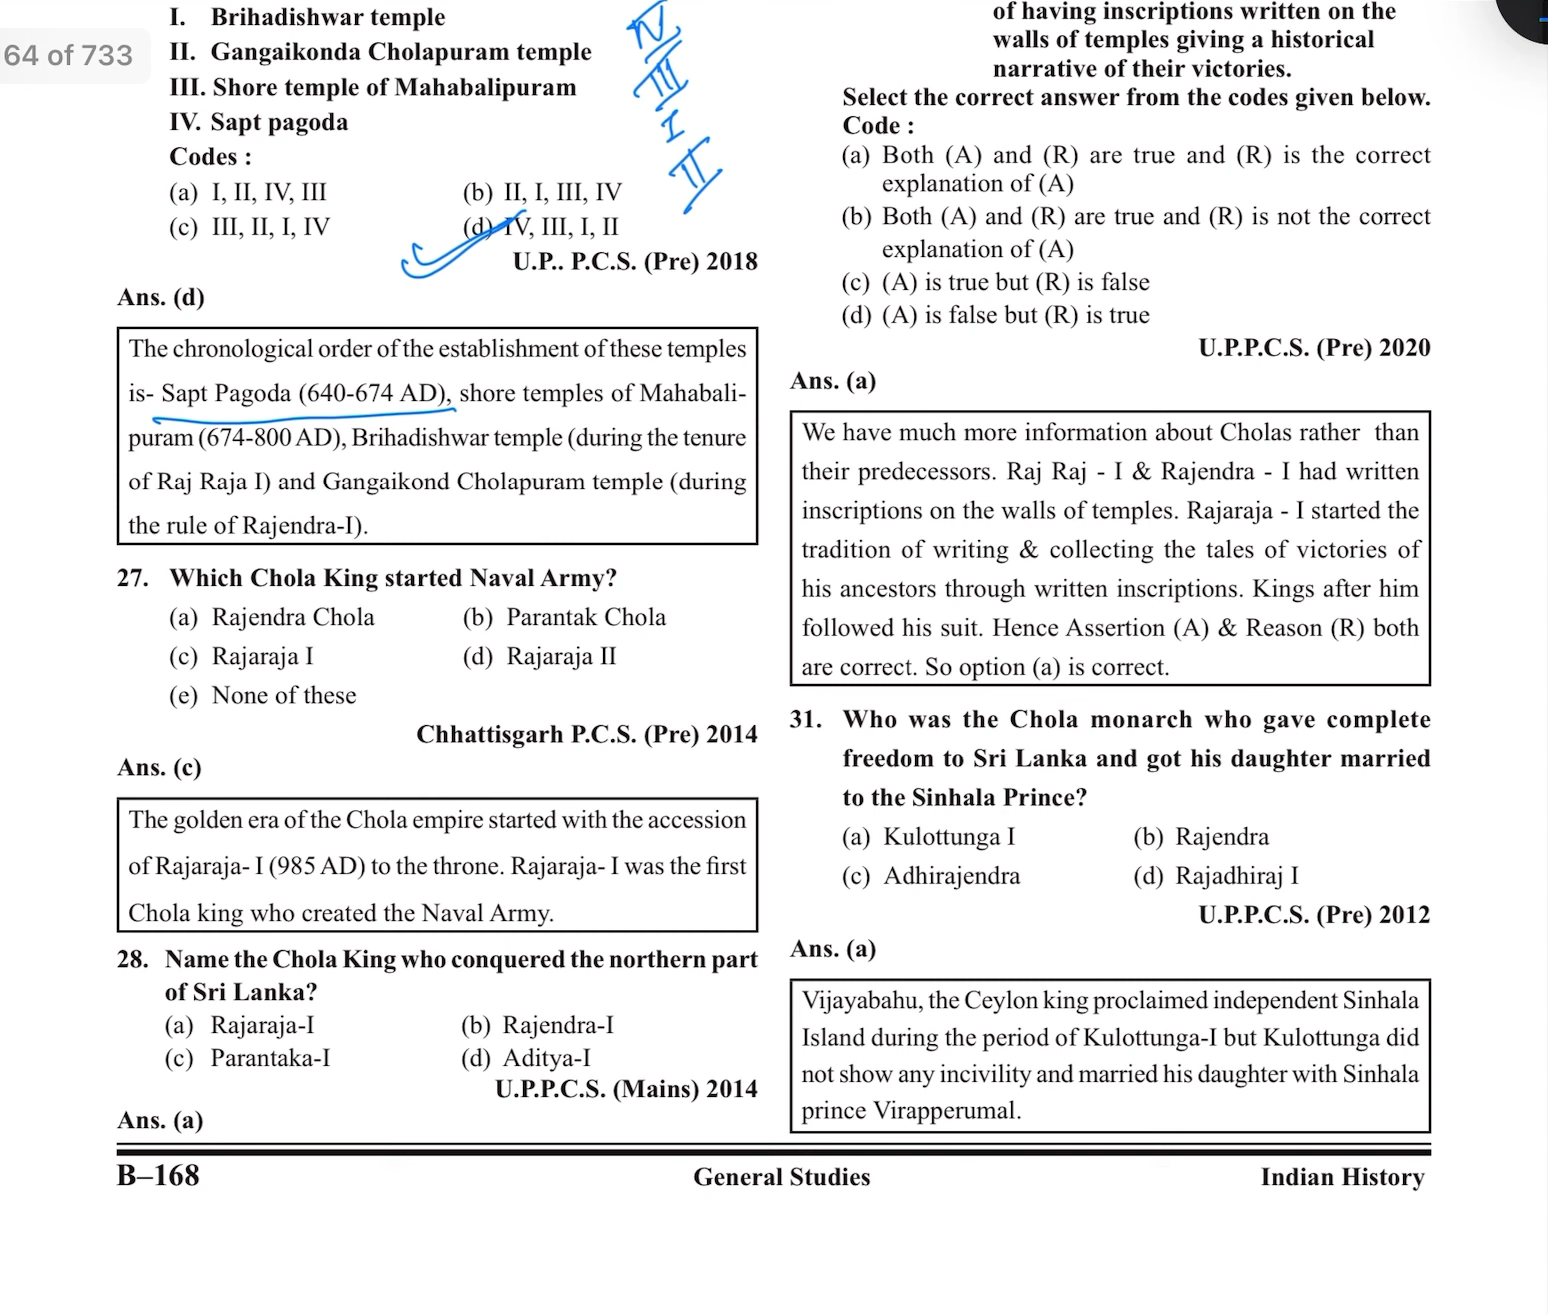 64 of 733
I. Brihadishwar temple
II. Gangaikonda Cholapuram temple
III. Shore temple of Mahabalipuram
IV. Sapt pagoda
IV
III
I
II
Codes :
(a) I, II, IV, III (b) II, I, III, IV
(c) III, II, I, IV (d) IV, III, I, II
U.P.. P.C.S. (Pre) 2018
Ans. (d)
The chronological order of the establishment of these temples
is- Sapt Pagoda (640-674 AD), shore temples of Mahabali-
puram (674-800 AD), Brihadishwar temple (during the tenure
of Raj Raja I) and Gangaikond Cholapuram temple (during
the rule of Rajendra-I).
27. Which Chola King started Naval Army?
(a) Rajendra Chola (b) Parantak Chola
(c) Rajaraja I (d) Rajaraja II
(e) None of these
Chhattisgarh P.C.S. (Pre) 2014
Ans. (c)
The golden era of the Chola empire started with the accession
of Rajaraja- I (985 AD) to the throne. Rajaraja- I was the first
Chola king who created the Naval Army.
28. Name the Chola King who conquered the northern part
of Sri Lanka?
(a) Rajaraja-I (b) Rajendra-I
(c) Parantaka-I (d) Aditya-I
U.P.P.C.S. (Mains) 2014
Ans. (a)
of having inscriptions written on the
walls of temples giving a historical
narrative of their victories.
Select the correct answer from the codes given below.
Code :
(a) Both (A) and (R) are true and (R) is the correct
explanation of (A)
(b) Both (A) and (R) are true and (R) is not the correct
explanation of (A)
(c) (A) is true but (R) is false
(d) (A) is false but (R) is true
U.P.P.C.S. (Pre) 2020
Ans. (a)
We have much more information about Cholas rather than
their predecessors. Raj Raj - I & Rajendra - I had written
inscriptions on the walls of temples. Rajaraja - I started the
tradition of writing & collecting the tales of victories of
his ancestors through written inscriptions. Kings after him
followed his suit. Hence Assertion (A) & Reason (R) both
are correct. So option (a) is correct.
31. Who was the Chola monarch who gave complete
freedom to Sri Lanka and got his daughter married
to the Sinhala Prince?
(a) Kulottunga I (b) Rajendra
(c) Adhirajendra (d) Rajadhiraj I
U.P.P.C.S. (Pre) 2012
Ans. (a)
Vijayabahu, the Ceylon king proclaimed independent Sinhala
Island during the period of Kulottunga-I but Kulottunga did
not show any incivility and married his daughter with Sinhala
prince Virapperumal.
B–168 General Studies Indian History